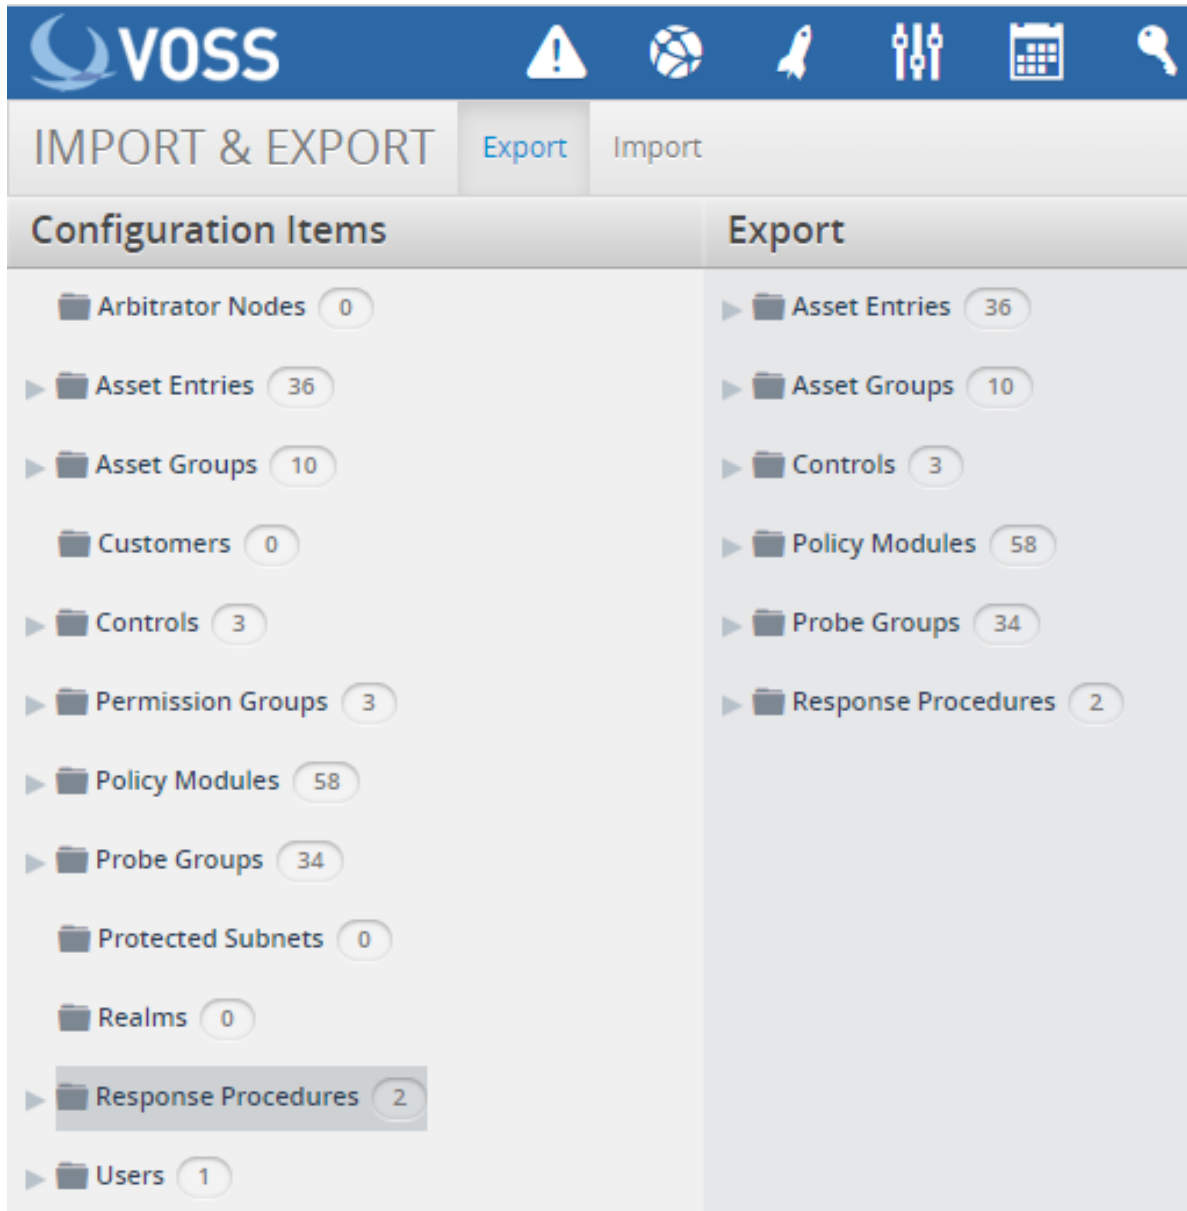 VOSS
IMPORT & EXPORT Export Import
Configuration Items
Arbitrator Nodes 0
Asset Entries 36
Asset Groups 10
Customers 0
Controls 3
Permission Groups 3
Policy Modules 58
Probe Groups 34
Protected Subnets 0
Realms 0
Response Procedures 2
Users 1
Export
Asset Entries 36
Asset Groups 10
Controls 3
Policy Modules 58
Probe Groups 34
Response Procedures 2